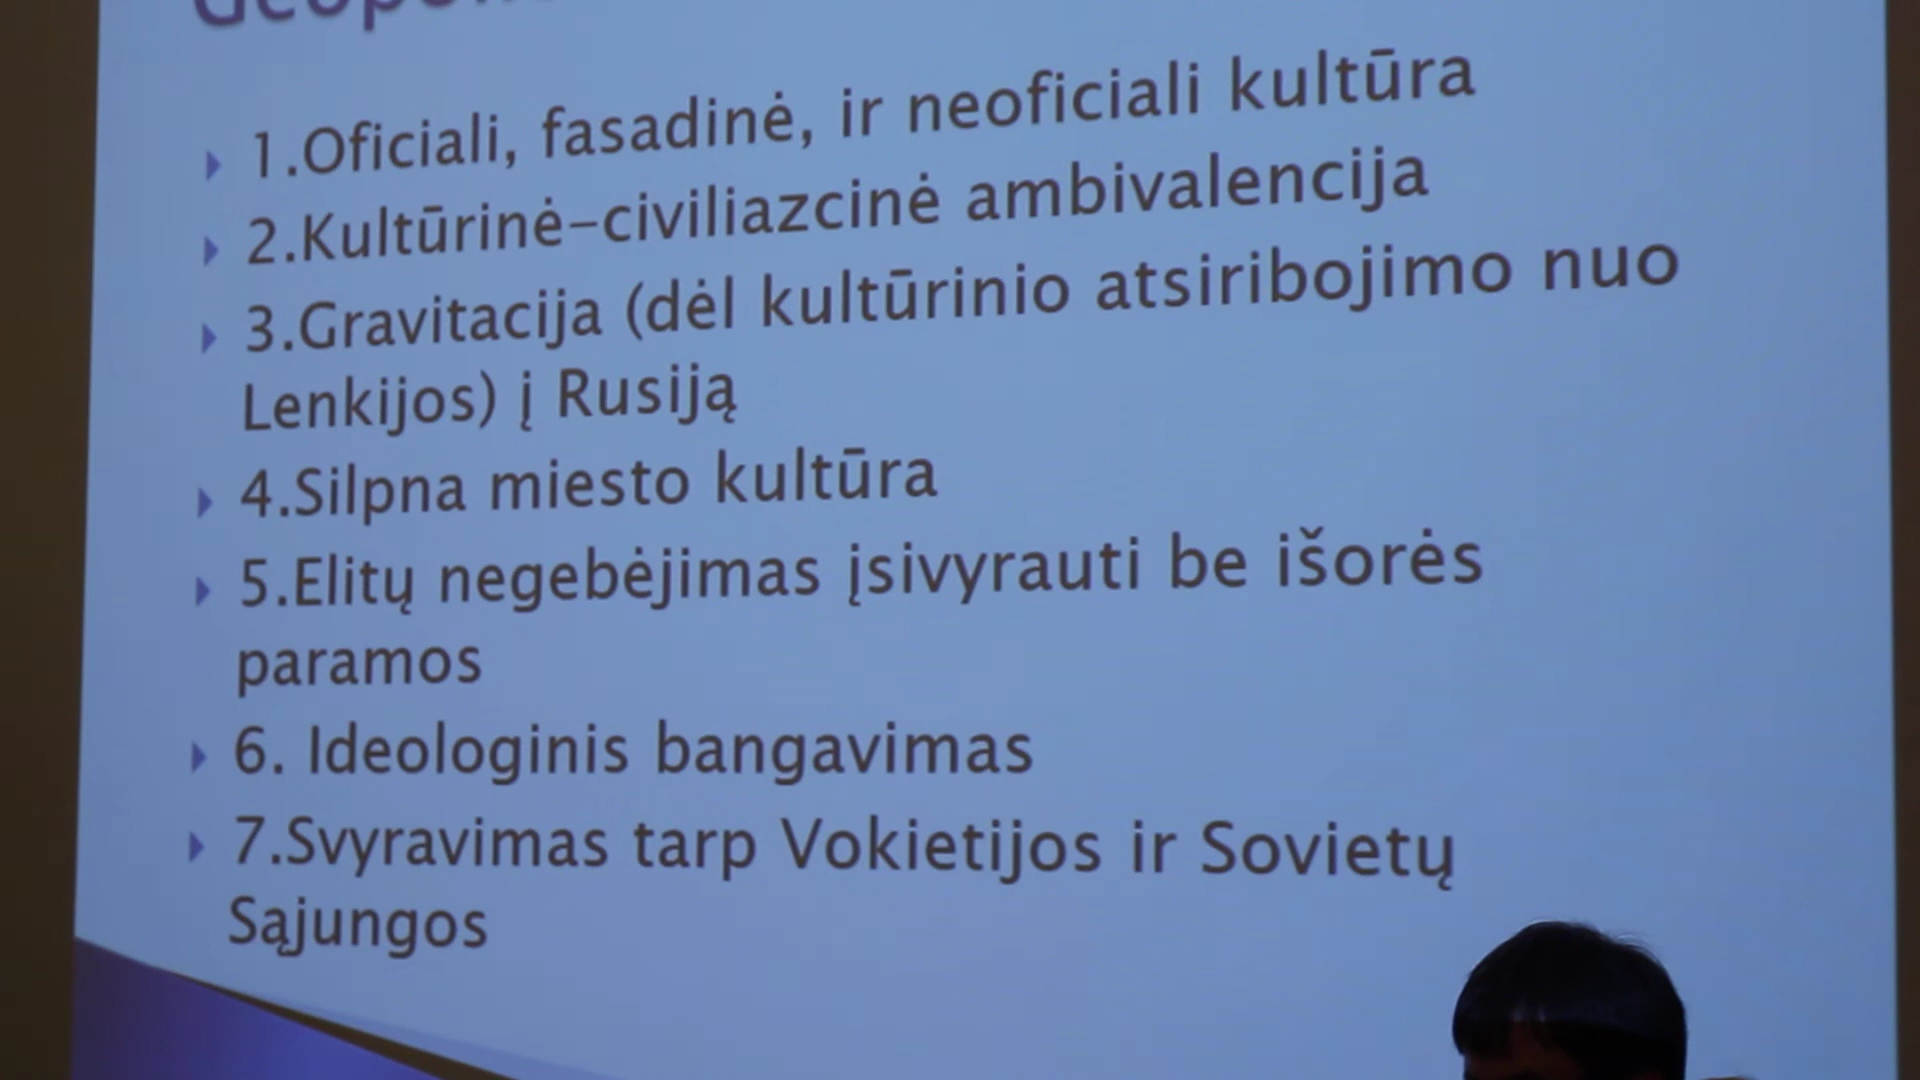 1.Oficiali, fasadinė, ir neoficiali kultūra
2.Kultūrinė-civiliazcinė ambivalencija
3.Gravitacija (dėl kultūrinio atsiribojimo nuo
Lenkijos) į Rusiją
4.Silpna miesto kultūra
5.Elitų negebėjimas įsivyrauti be išorės
paramos
6. Ideologinis bangavimas
7.Svyravimas tarp Vokietijos ir Sovietų
Sąjungos